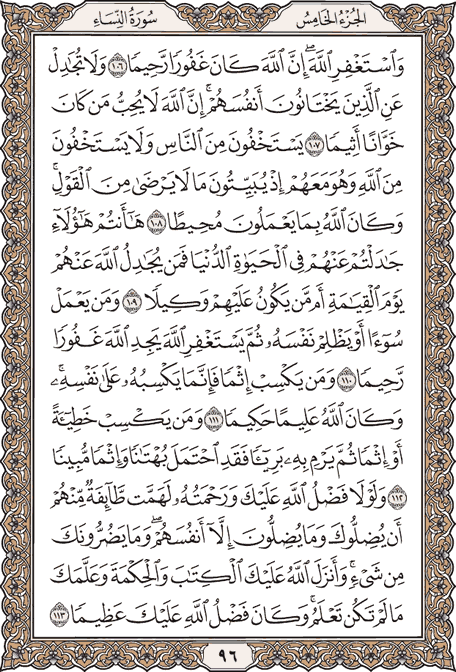 سُورَةُ النِّسَاءِ
الجُزْءُ الخَامِسُ
وَٱسْتَغْفِرِ ٱللَّهَۖ إِنَّ ٱللَّهَ كَانَ غَفُورٗا رَّحِيمٗا ١٠٦ وَلَا تُجَٰدِلۡ
عَنِ ٱلَّذِينَ يَخۡتَانُونَ أَنفُسَهُمۡۚ إِنَّ ٱللَّهَ لَا يُحِبُّ مَن كَانَ
خَوَّانًا أَثِيمٗا ١٠٧ يَسۡتَخۡفُونَ مِنَ ٱلنَّاسِ وَلَا يَسۡتَخۡفُونَ
مِنَ ٱللَّهِ وَهُوَ مَعَهُمۡ إِذۡ يُبَيِّتُونَ مَا لَا يَرۡضَىٰ مِنَ ٱلۡقَوۡلِۚ
وَكَانَ ٱللَّهُ بِمَا يَعۡمَلُونَ مُحِيطًا ١٠٨ هَٰٓأَنتُمۡ هَٰٓؤُلَآءِ
جَٰدَلۡتُمۡ عَنۡهُمۡ فِي ٱلۡحَيَوٰةِ ٱلدُّنۡيَا فَمَن يُجَٰدِلُ ٱللَّهَ عَنۡهُمۡ
يَوۡمَ ٱلۡقِيَٰمَةِ أَم مَّن يَكُونُ عَلَيۡهِمۡ وَكِيلٗا ١٠٩ وَمَن يَعۡمَلۡ
سُوٓءًا أَوۡ يَظۡلِمۡ نَفۡسَهُۥ ثُمَّ يَسۡتَغۡفِرِ ٱللَّهَ يَجِدِ ٱللَّهَ غَفُورٗا
رَّحِيمٗا ١١٠ وَمَن يَكۡسِبۡ إِثۡمٗا فَإِنَّمَا يَكۡسِبُهُۥ عَلَىٰ نَفۡسِهِۦۚ
وَكَانَ ٱللَّهُ عَلِيمًا حَكِيمٗا ١١١ وَمَن يَكۡسِبۡ خَطِيٓـَٔةً
أَوۡ إِثۡمٗا ثُمَّ يَرۡمِ بِهِۦ بَرِيٓـٔٗا فَقَدِ ٱحۡتَمَلَ بُهۡتَٰنٗا وَإِثۡمٗا مُّبِينٗا
١١٢ وَلَوۡلَا فَضۡلُ ٱللَّهِ عَلَيۡكَ وَرَحۡمَتُهُۥ لَهَمَّت طَّآئِفَةٞ مِّنۡهُمۡ
أَن يُضِلُّوكَ وَمَا يُضِلُّونَ إِلَّآ أَنفُسَهُمۡۖ وَمَا يَضُرُّونَكَ
مِن شَيۡءٖۚ وَأَنزَلَ ٱللَّهُ عَلَيۡكَ ٱلۡكِتَٰبَ وَٱلۡحِكۡمَةَ وَعَلَّمَكَ
مَا لَمۡ تَكُن تَعۡلَمُۚ وَكَانَ فَضۡلُ ٱللَّهِ عَلَيۡكَ عَظِيمٗا ١١٣
٩٦